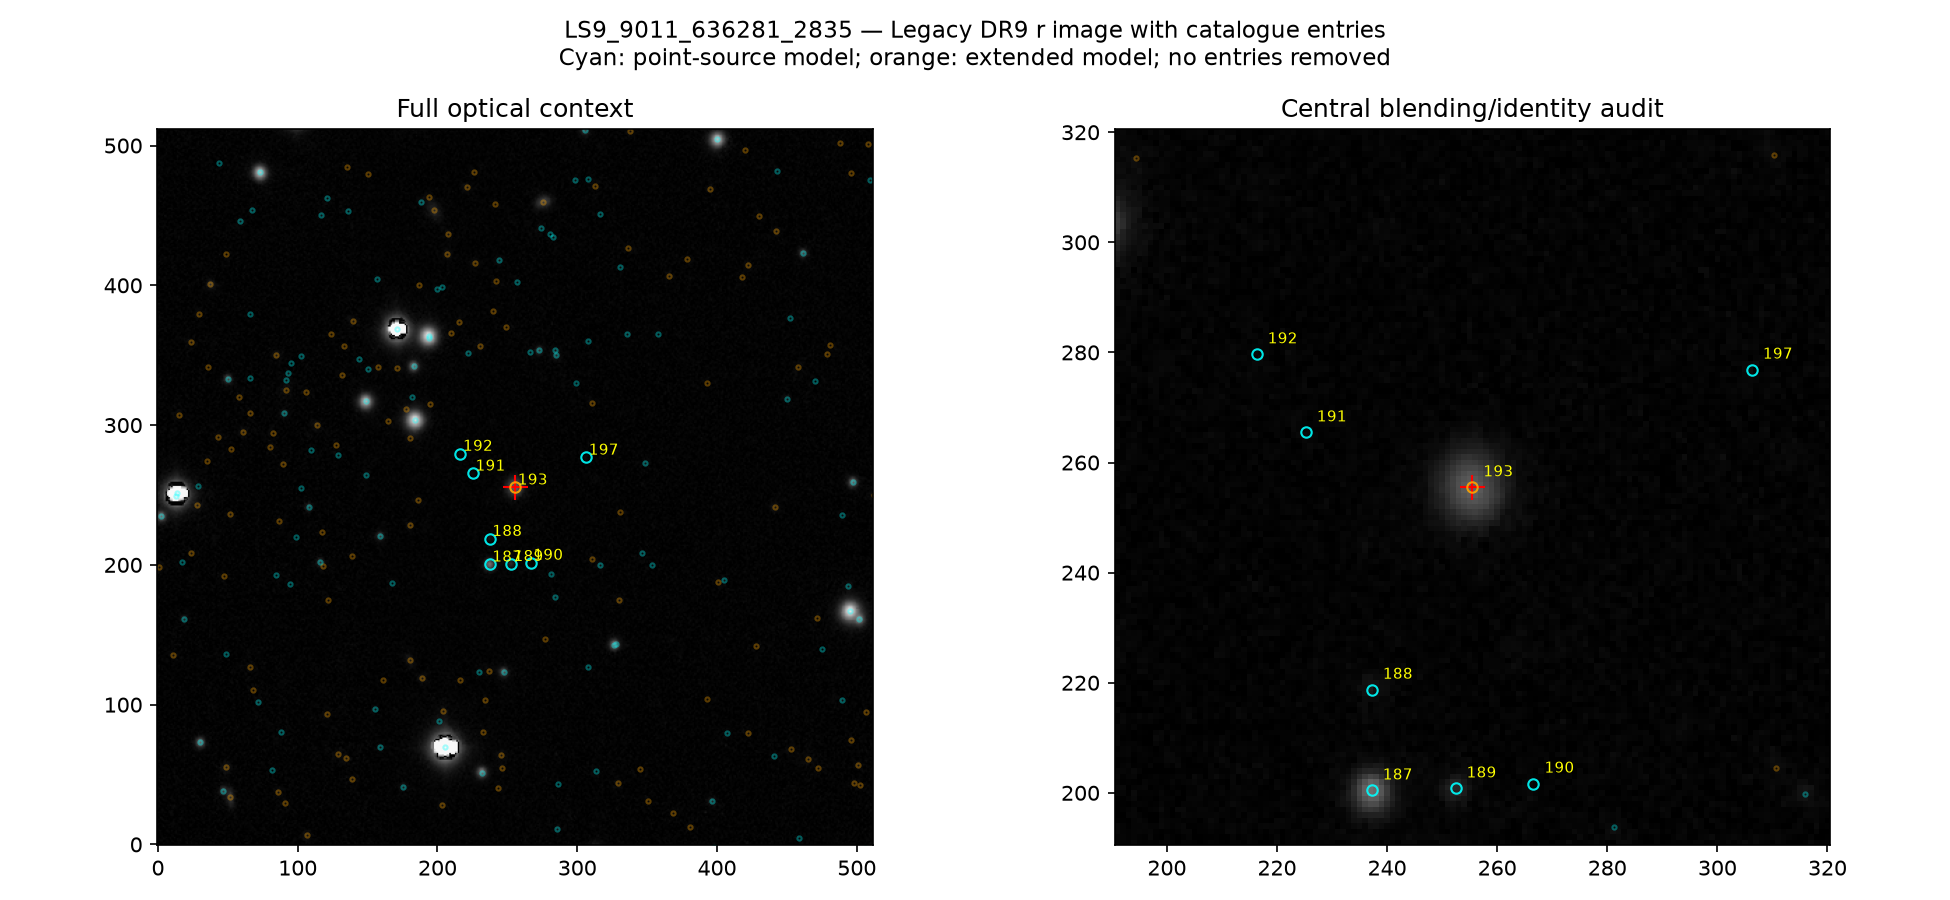 LS9_9011_636281_2835 — Legacy DR9 r image with catalogue entries
Cyan: point-source model; orange: extended model; no entries removed
Full optical context
500
400
300
200
100
0
0 100 200 300 400 500
192
191
197
193
188
187 189 190
Central blending/identity audit
320
300
280
260
240
220
200
200 220 240 260 280 300 320
192
197
191
193
188
187 189 190